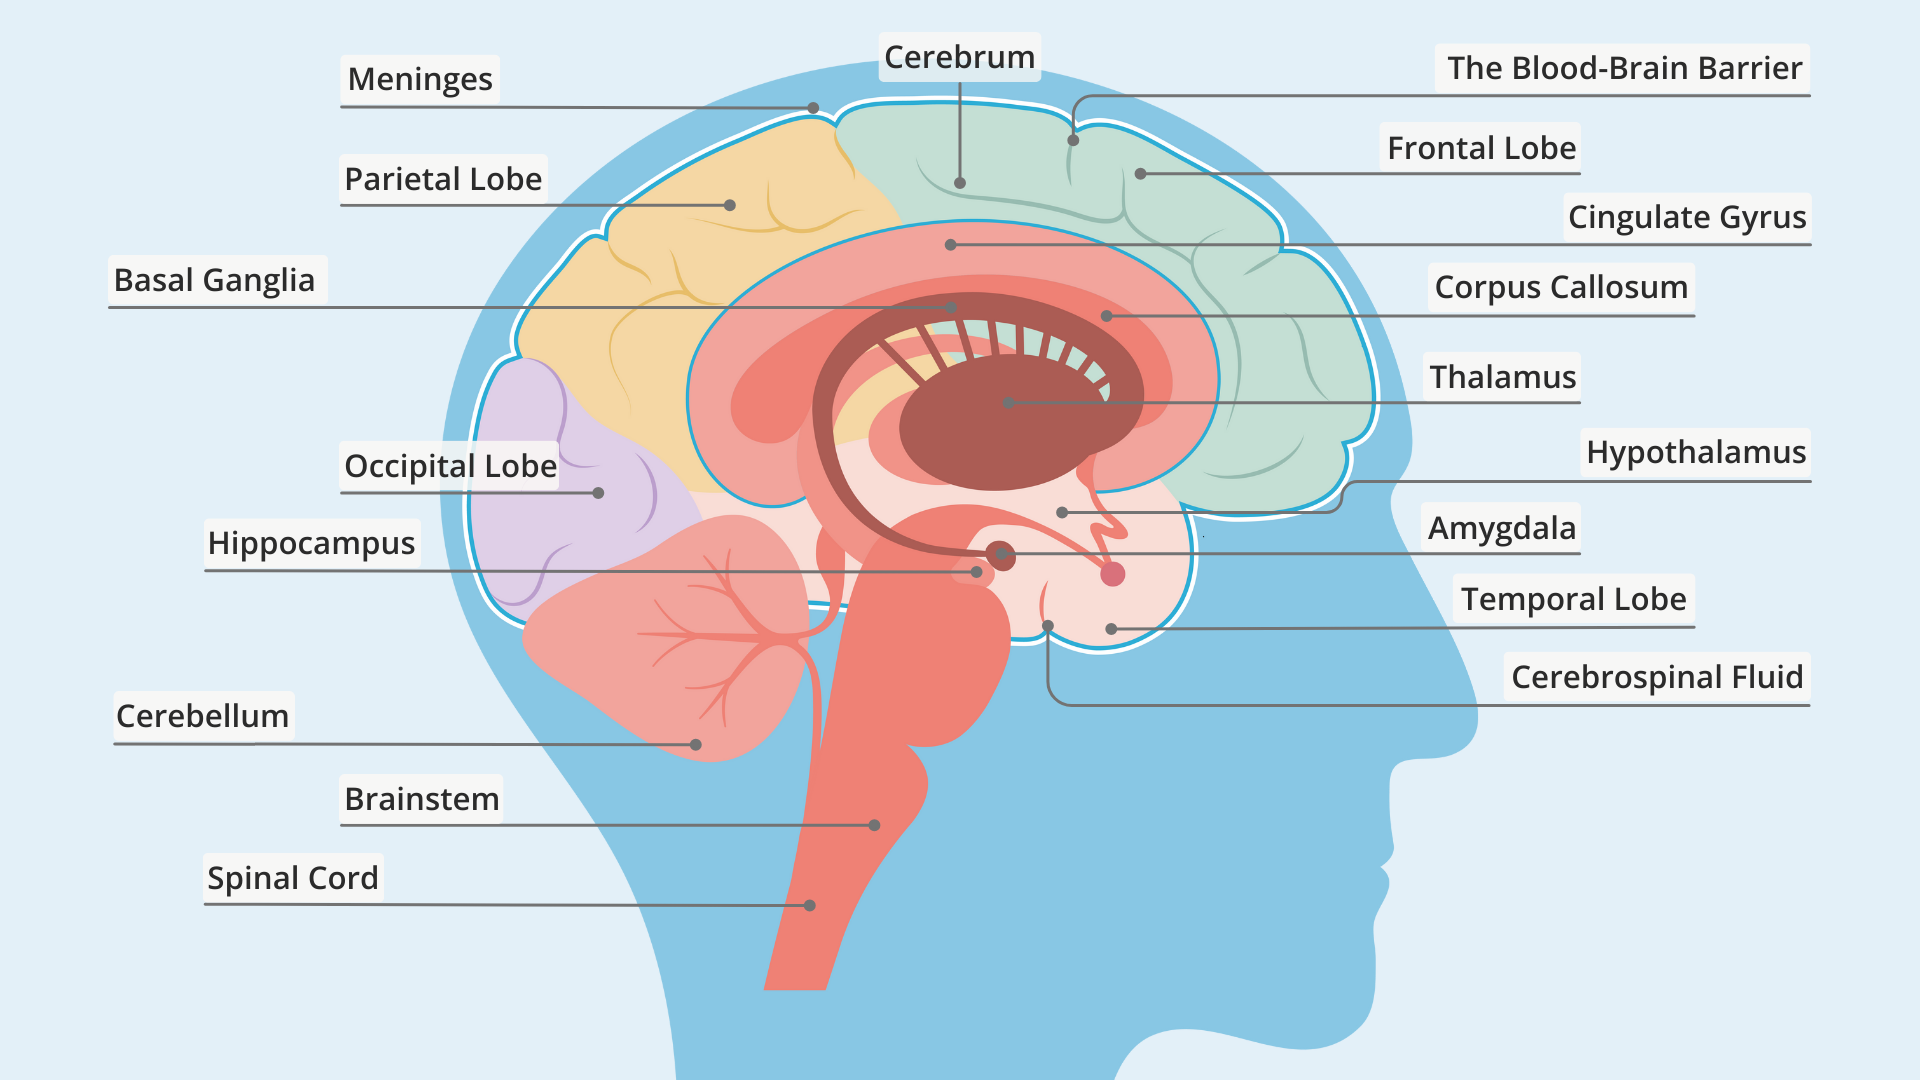 Cerebrum
Meninges
Parietal Lobe
Basal Ganglia
Occipital Lobe
Hippocampus
Cerebellum
Brainstem
Spinal Cord
The Blood-Brain Barrier
Frontal Lobe
Cingulate Gyrus
Corpus Callosum
Thalamus
Hypothalamus
Amygdala
Temporal Lobe
Cerebrospinal Fluid